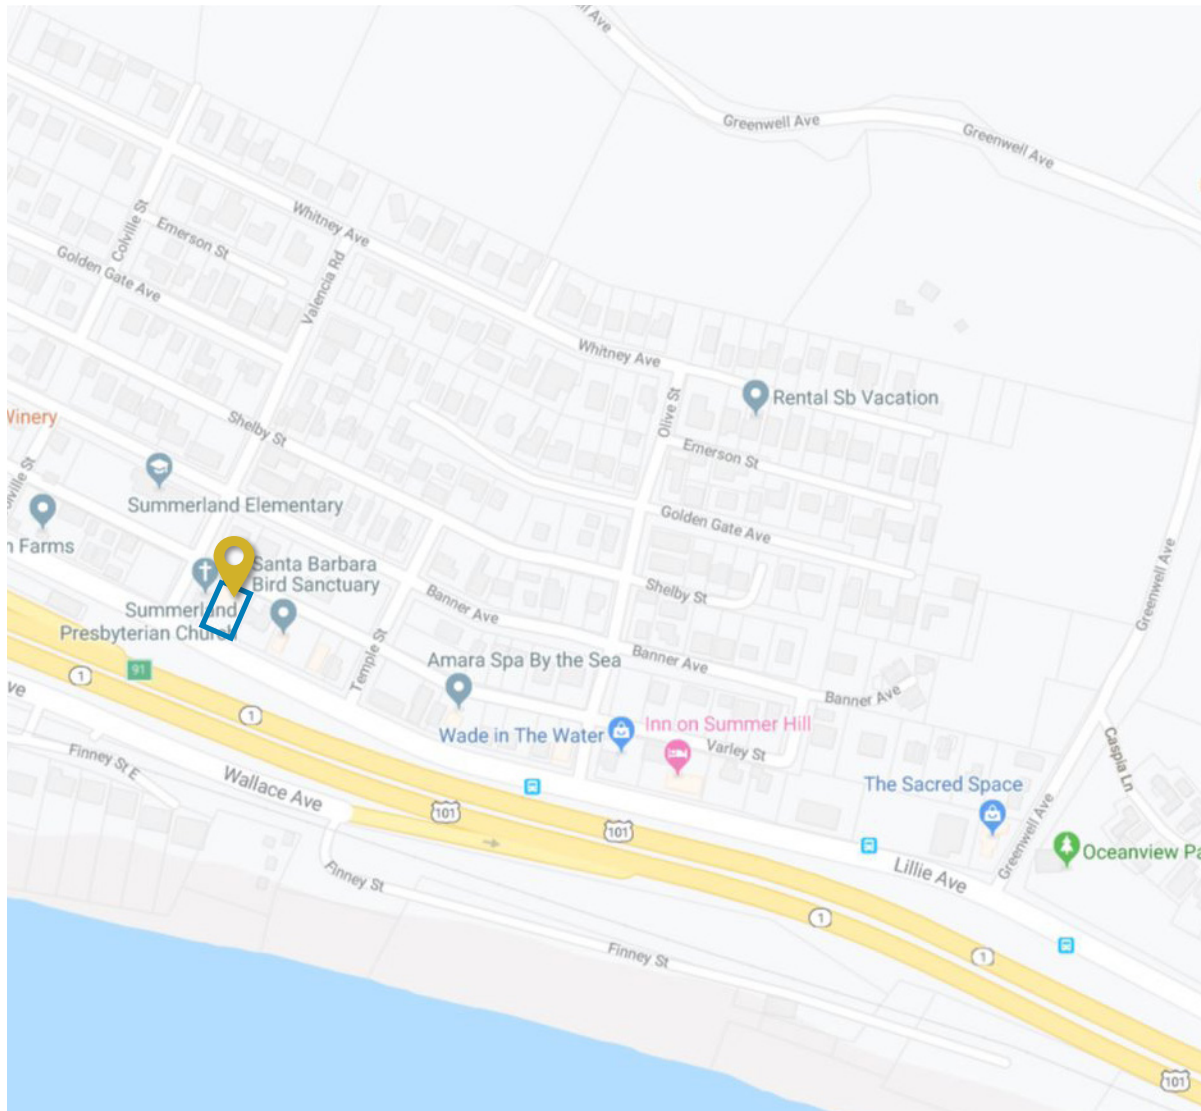 Greenwell Ave
Greenwell Ave
Colville St
Emerson St
Whitney Ave
Golden Gate Ave
Valencia Rd
Whitney Ave
Rental Sb Vacation
Olive St
Winery
Shelby St
Emerson St
Summerland Elementary
Golden Gate Ave
n Farms
Santa Barbara
Bird Sanctuary
Shelby St
Greenwell Ave
Summerland
Presbyterian Church
Banner Ave
Temple St
Banner Ave
91
1
Amara Spa By the Sea
Banner Ave
1
Wade in The Water
Inn on Summer Hill
Varley St
Finney St E
Wallace Ave
101
101
The Sacred Space
Caspia Ln
Greenwell Ave
Oceanview Pa
Lillie Ave
Finney St
1
Finney St
1
101